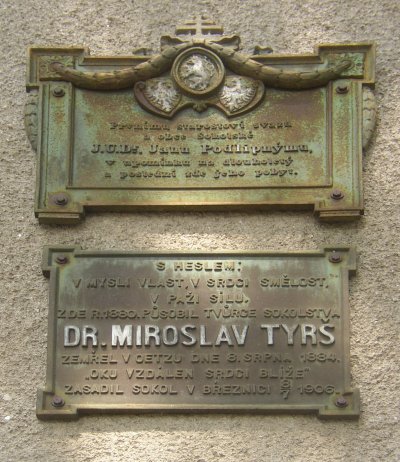 Prvnímu starostovi svazu
a obce Sokolské
J.U.Dr. Janu Podlipnýmu,
v upomínku na dlouholetý
a poslední zde jeho pobyt.
S HESLEM:
V MYSLI VLAST, V SRDCI SMĚLOST,
V PAŽI SÍLU.
ZDE R. 1880. PŮSOBIL TVŮRCE SOKOLSTVA
DR. MIROSLAV TYRŠ
ZEMŘEL V OETZU DNE 8. SRPNA 1884.
„OKU VZDÁLEN SRDCI BLÍŽE"
ZASADIL SOKOL V BŘEZNICI 8/7 1906.